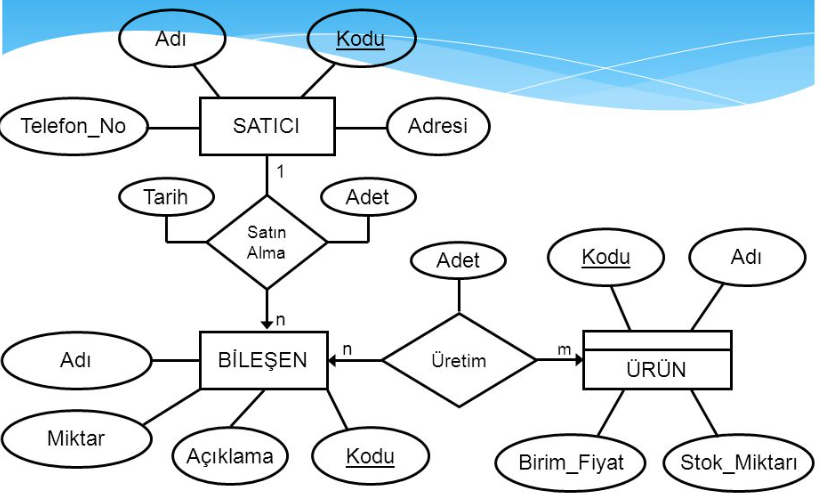 Adı
Kodu
Telefon_No
SATICI
Adresi
1
Tarih
Adet
Satın
Alma
n
Adet
Kodu
Adı
Adı
BİLEŞEN
n
Üretim
m
ÜRÜN
Miktar
Açıklama
Kodu
Birim_Fiyat
Stok_Miktarı